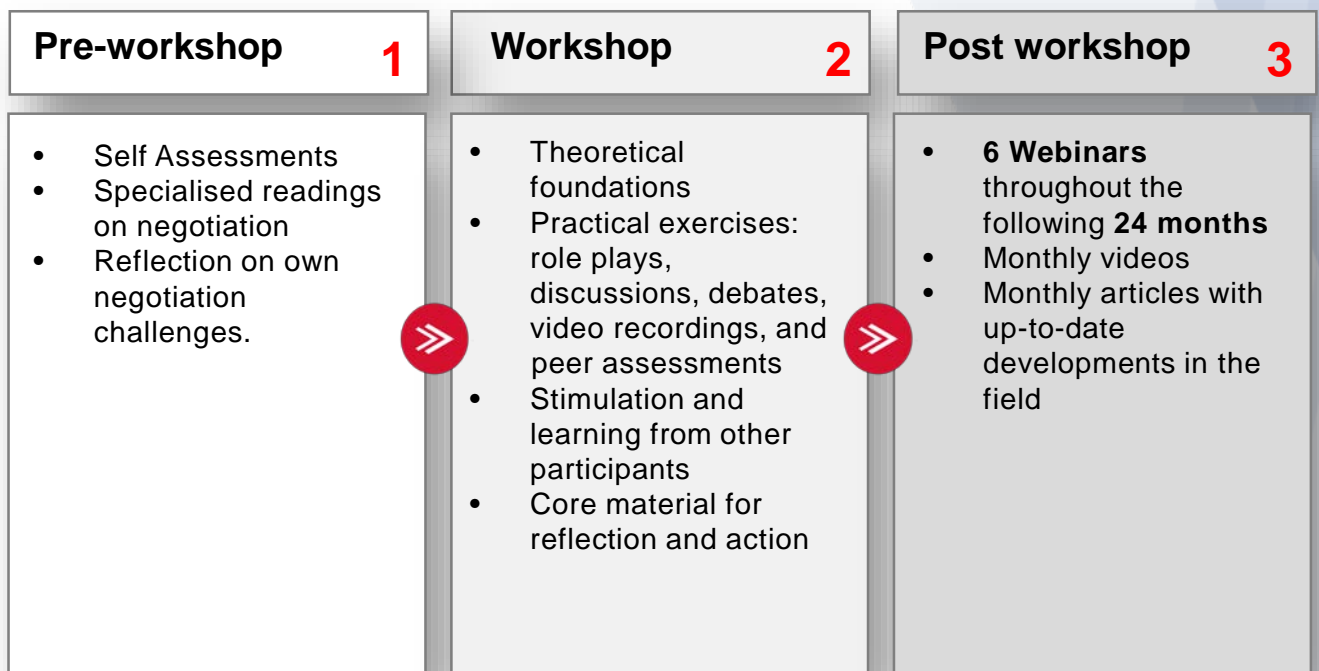 Pre-workshop 1
• Self Assessments
• Specialised readings
on negotiation
• Reflection on own
negotiation
challenges.
Workshop 2
• Theoretical
foundations
• Practical exercises:
role plays,
discussions, debates,
video recordings, and
peer assessments
• Stimulation and
learning from other
participants
• Core material for
reflection and action
Post workshop 3
• 6 Webinars
throughout the
following 24 months
• Monthly videos
• Monthly articles with
up-to-date
developments in the
field